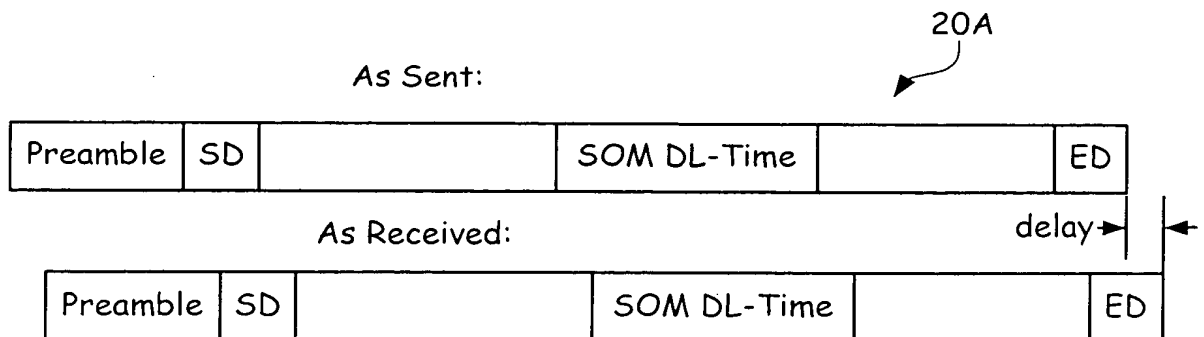 20A
As Sent:
Preamble SD SOM DL-Time ED
delay
As Received:
Preamble SD SOM DL-Time ED